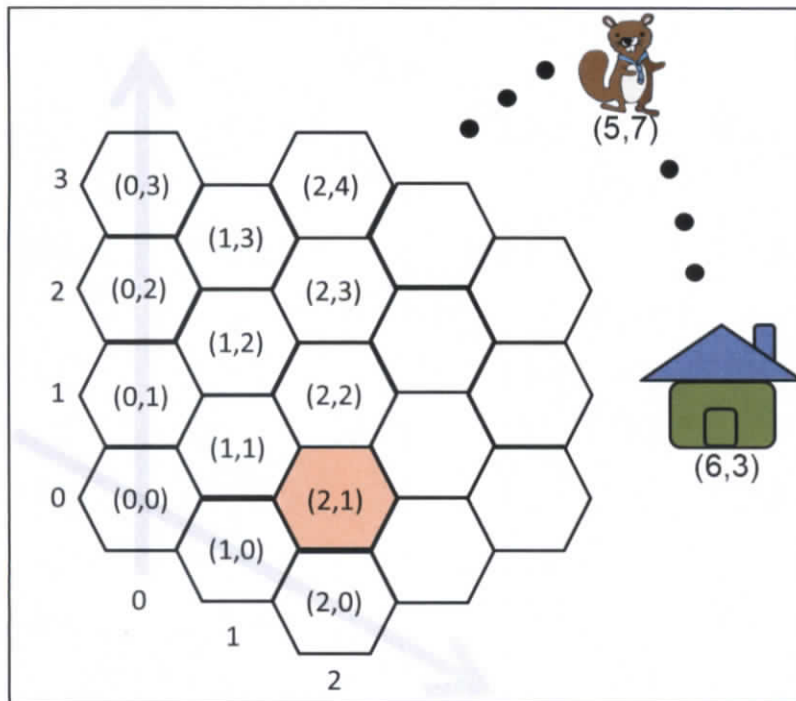 (5,7)
3 (0,3) (2,4)
(1,3)
2 (0,2) (2,3)
(1,2)
1 (0,1) (2,2)
(1,1)
(6,3)
0 (0,0) (2,1)
(1,0)
0 (2,0)
1
2